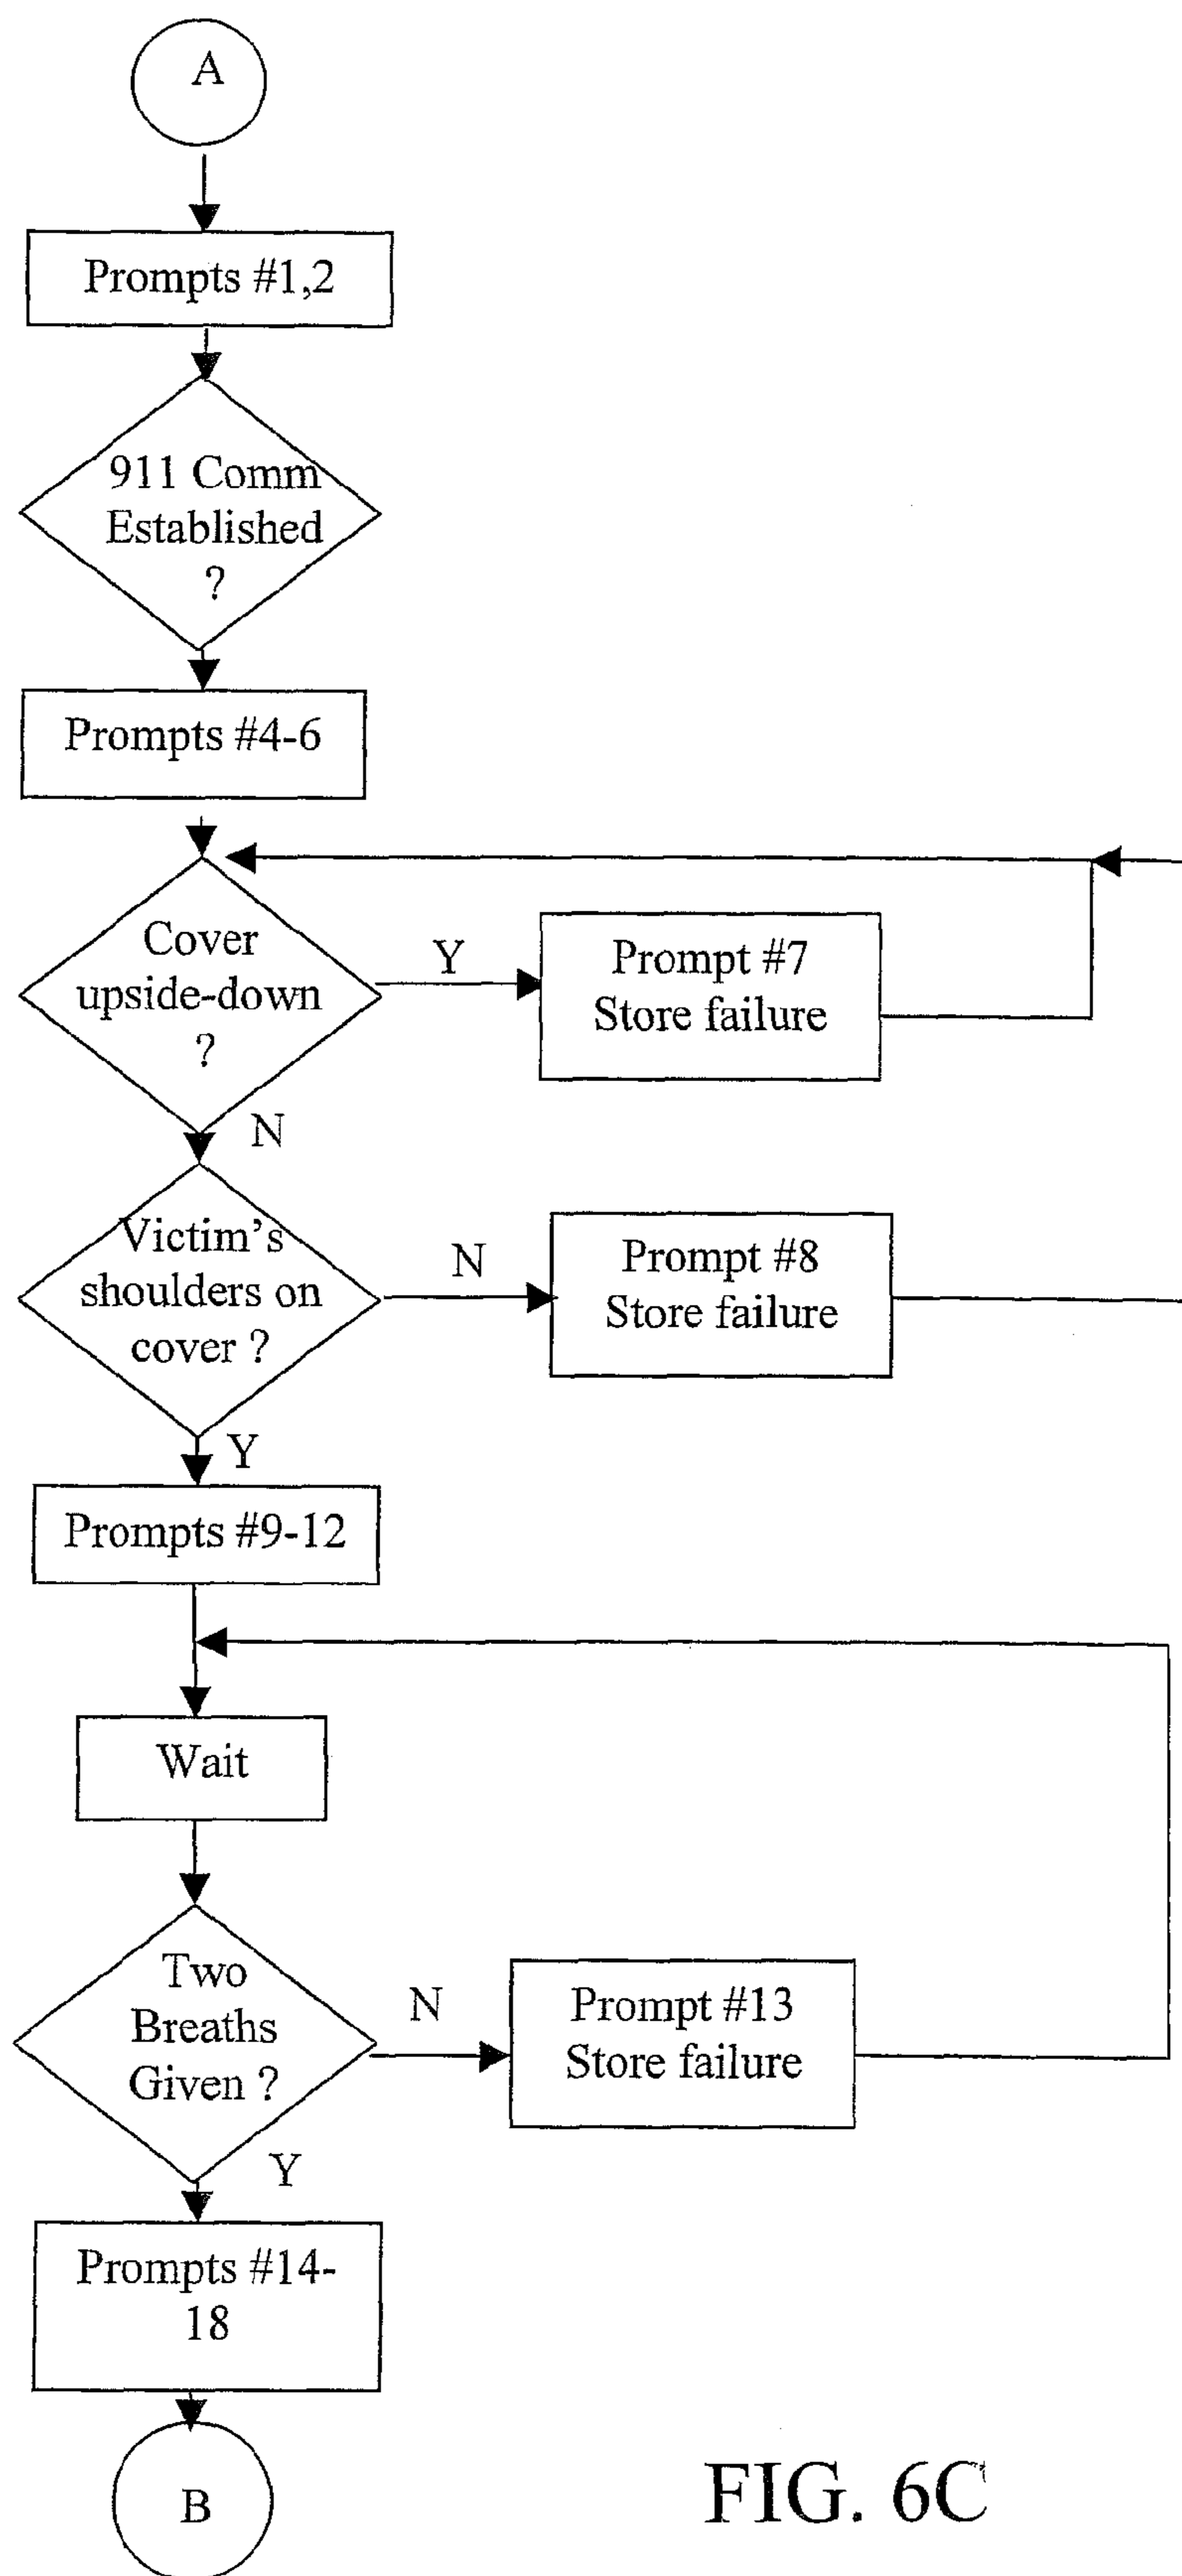 A
Prompts #1,2
911 Comm
Established
?
Prompts #4-6
Cover
upside-down
?
Y
Prompt #7
Store failure
N
Victim's
shoulders on
cover ?
N
Prompt #8
Store failure
Y
Prompts #9-12
Wait
Two
Breaths
Given ?
N
Prompt #13
Store failure
Y
Prompts #14-
18
B
FIG. 6C